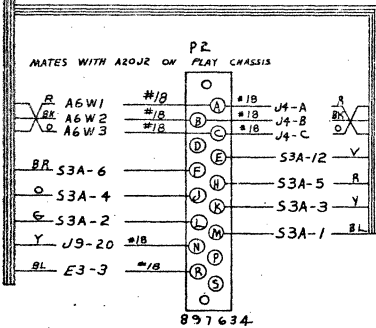 P2
MATES WITH A20J2 ON PLAY CHASSIS
R A6W1 #18 A #18 J4-A R
BK A6W2 #18 B #18 J4-B BK
O A6W3 #18 C #18 J4-C O
D
E S3A-12 V
BR S3A-6 F
H S3A-5 R
O S3A-4 J
K S3A-3 Y
G S3A-2 L
M S3A-1 BL
Y J9-20 #18 N
P
BL E3-3 #18 R
S
897634